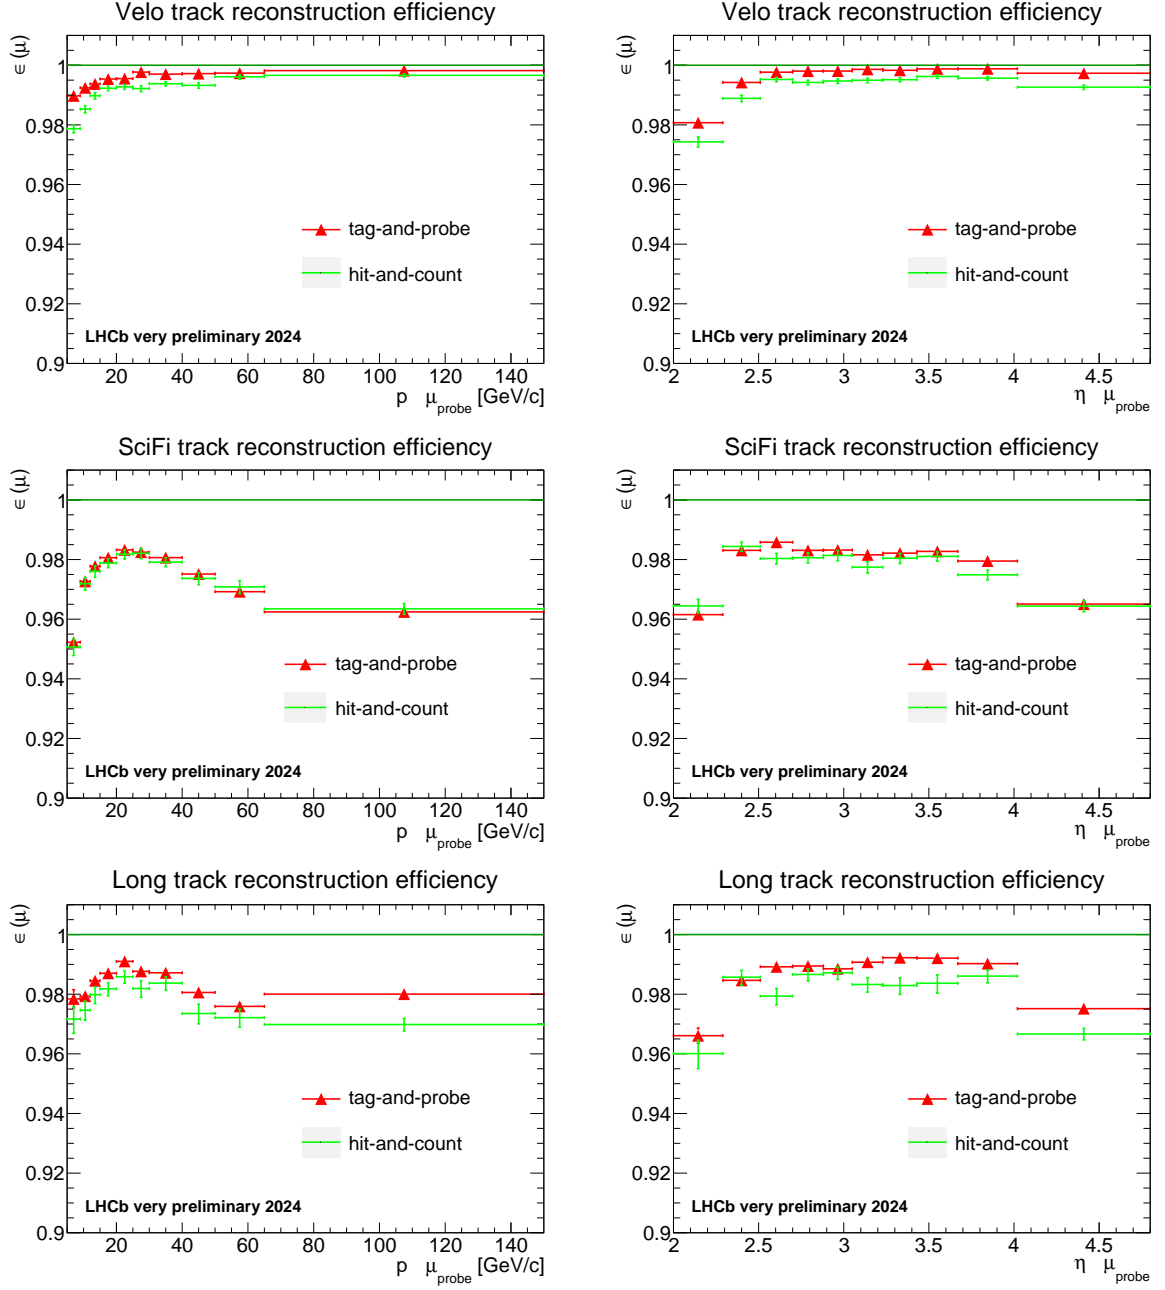 Velo track reconstruction efficiency
ϵ (μ)
1
0.98
0.96
0.94
0.92
0.9
tag-and-probe
hit-and-count
LHCb very preliminary 2024
20 40 60 80 100 120 140
p μprobe [GeV/c]
Velo track reconstruction efficiency
ϵ (μ)
1
0.98
0.96
0.94
0.92
0.9
tag-and-probe
hit-and-count
LHCb very preliminary 2024
2 2.5 3 3.5 4 4.5
η μprobe
SciFi track reconstruction efficiency
ϵ (μ)
1
0.98
0.96
0.94
0.92
0.9
tag-and-probe
hit-and-count
LHCb very preliminary 2024
20 40 60 80 100 120 140
p μprobe [GeV/c]
SciFi track reconstruction efficiency
ϵ (μ)
1
0.98
0.96
0.94
0.92
0.9
tag-and-probe
hit-and-count
LHCb very preliminary 2024
2 2.5 3 3.5 4 4.5
η μprobe
Long track reconstruction efficiency
ϵ (μ)
1
0.98
0.96
0.94
0.92
0.9
tag-and-probe
hit-and-count
LHCb very preliminary 2024
20 40 60 80 100 120 140
p μprobe [GeV/c]
Long track reconstruction efficiency
ϵ (μ)
1
0.98
0.96
0.94
0.92
0.9
tag-and-probe
hit-and-count
LHCb very preliminary 2024
2 2.5 3 3.5 4 4.5
η μprobe